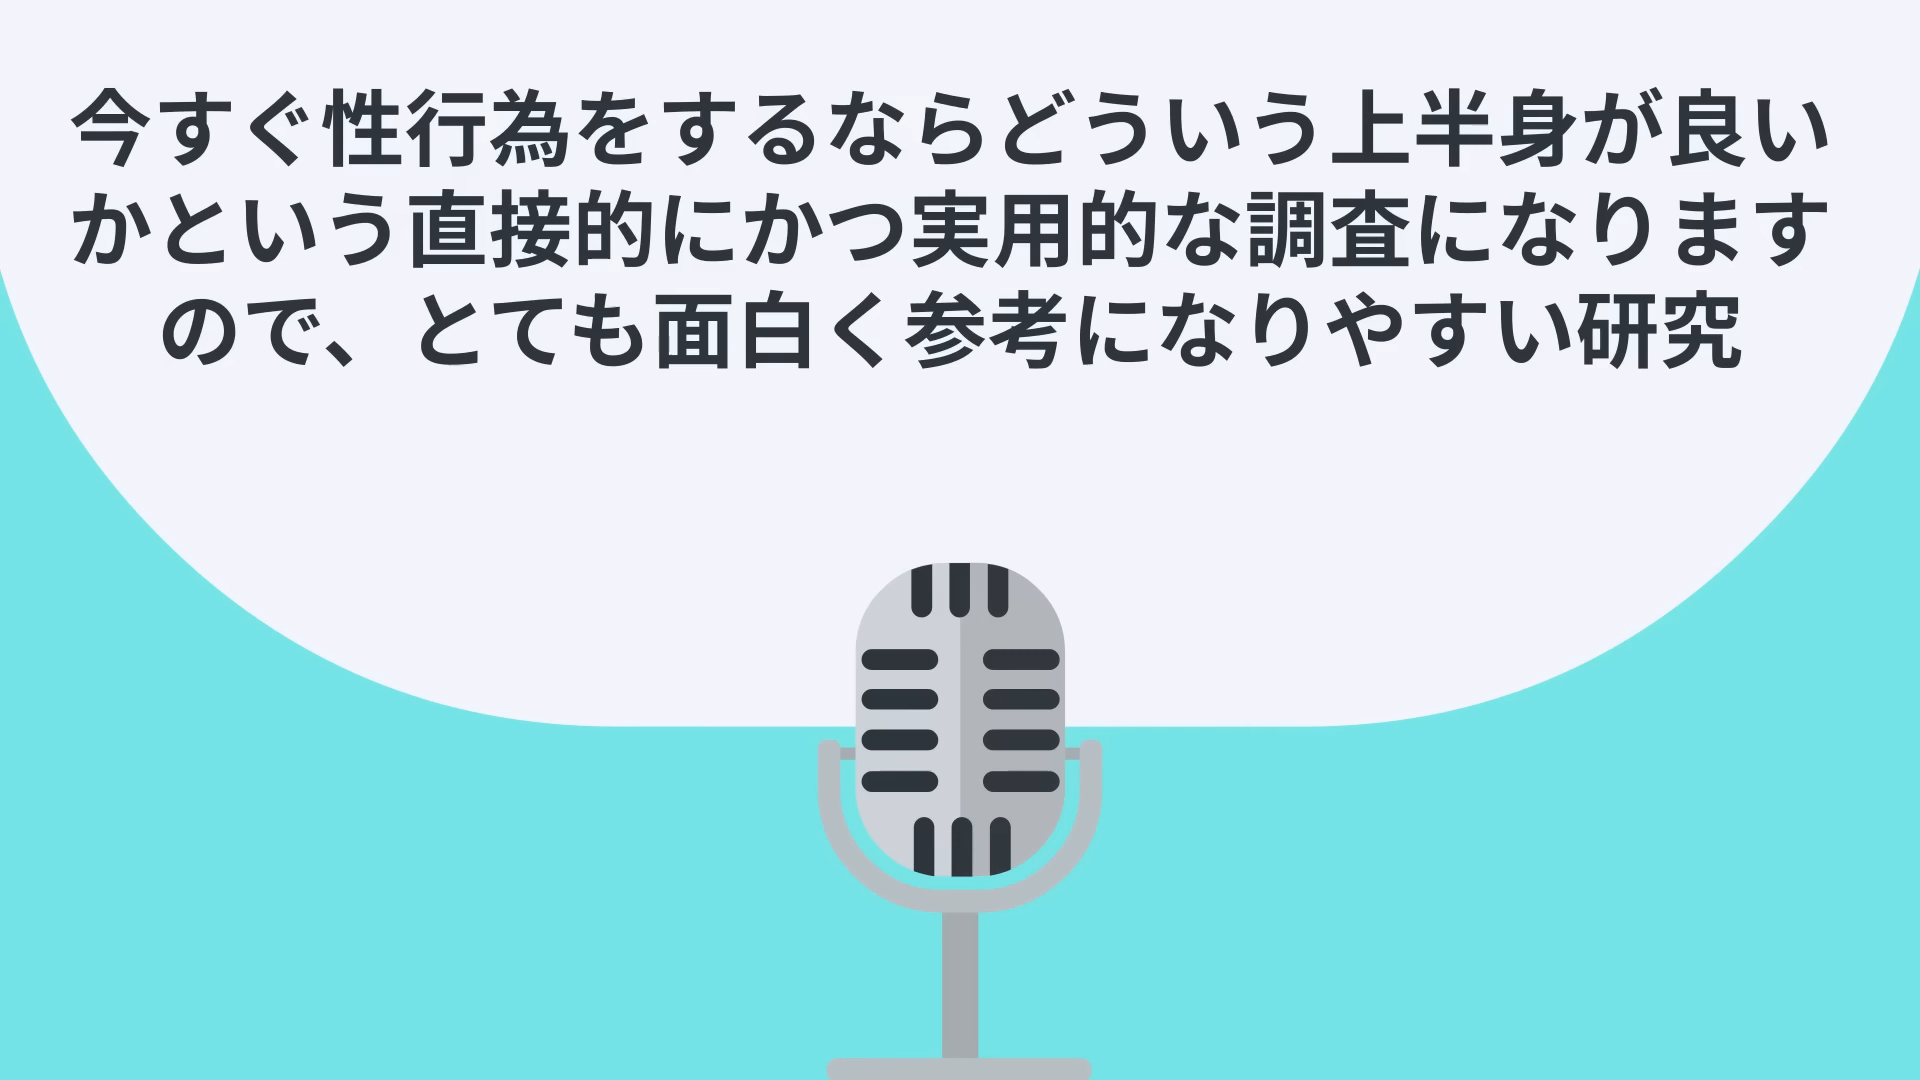 今すぐ性行為をするならどういう上半身が良い
かという直接的にかつ実用的な調査になります
ので、とても面白く参考になりやすい研究